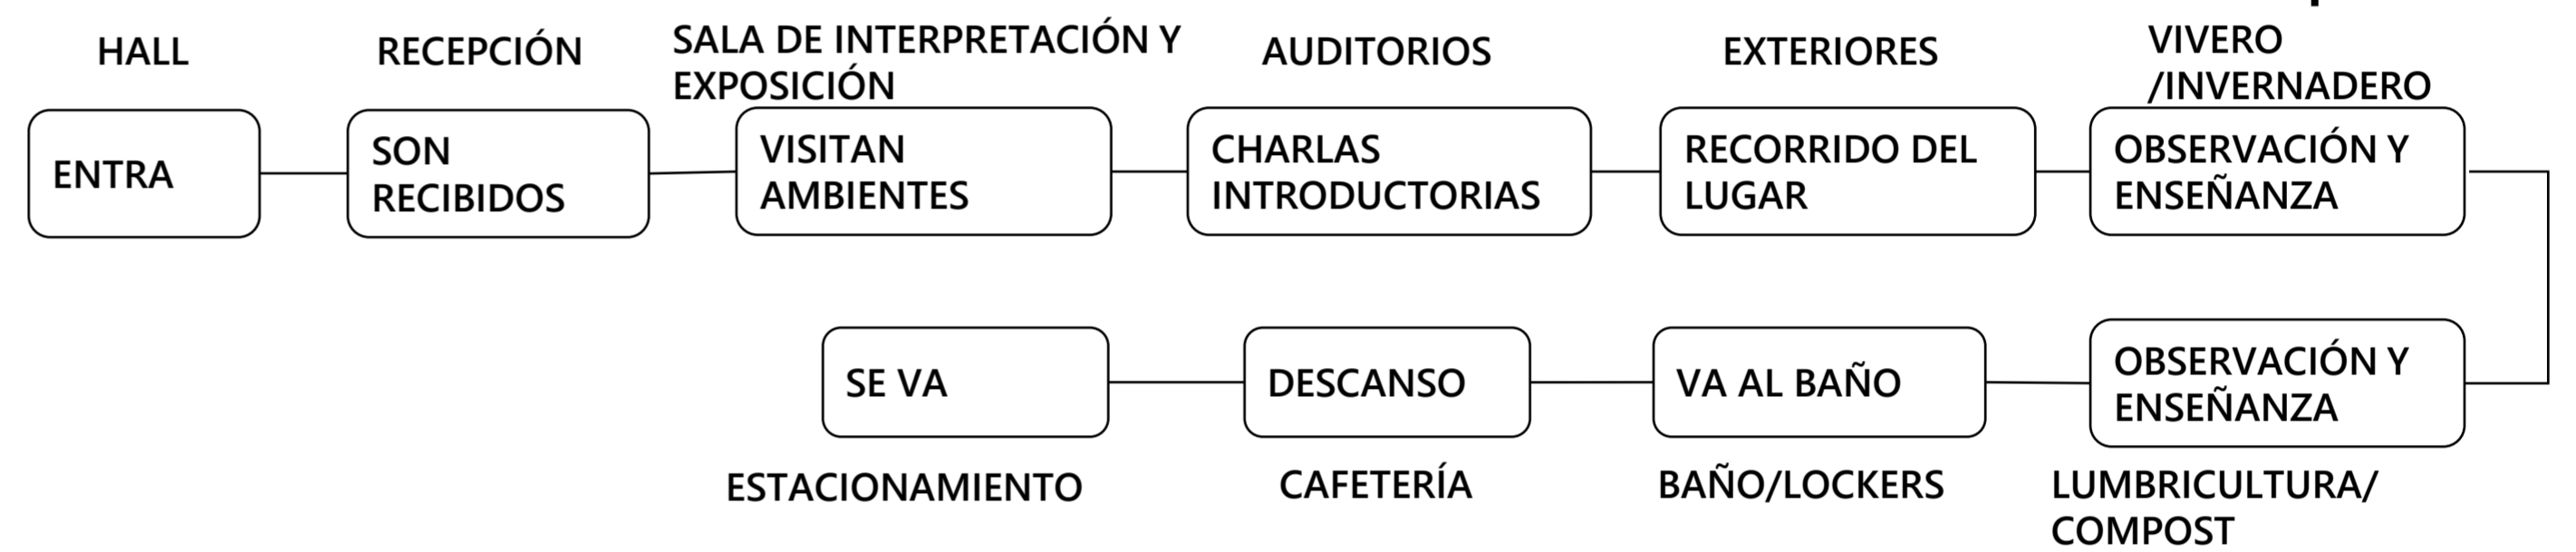 HALL
RECEPCIÓN
SALA DE INTERPRETACIÓN Y
EXPOSICIÓN
AUDITORIOS
EXTERIORES
VIVERO
/INVERNADERO
ENTRA
SON
RECIBIDOS
VISITAN
AMBIENTES
CHARLAS
INTRODUCTORIAS
RECORRIDO DEL
LUGAR
OBSERVACIÓN Y
ENSEÑANZA
SE VA
DESCANSO
VA AL BAÑO
OBSERVACIÓN Y
ENSEÑANZA
ESTACIONAMIENTO
CAFETERÍA
BAÑO/LOCKERS
LUMBRICULTURA/
COMPOST